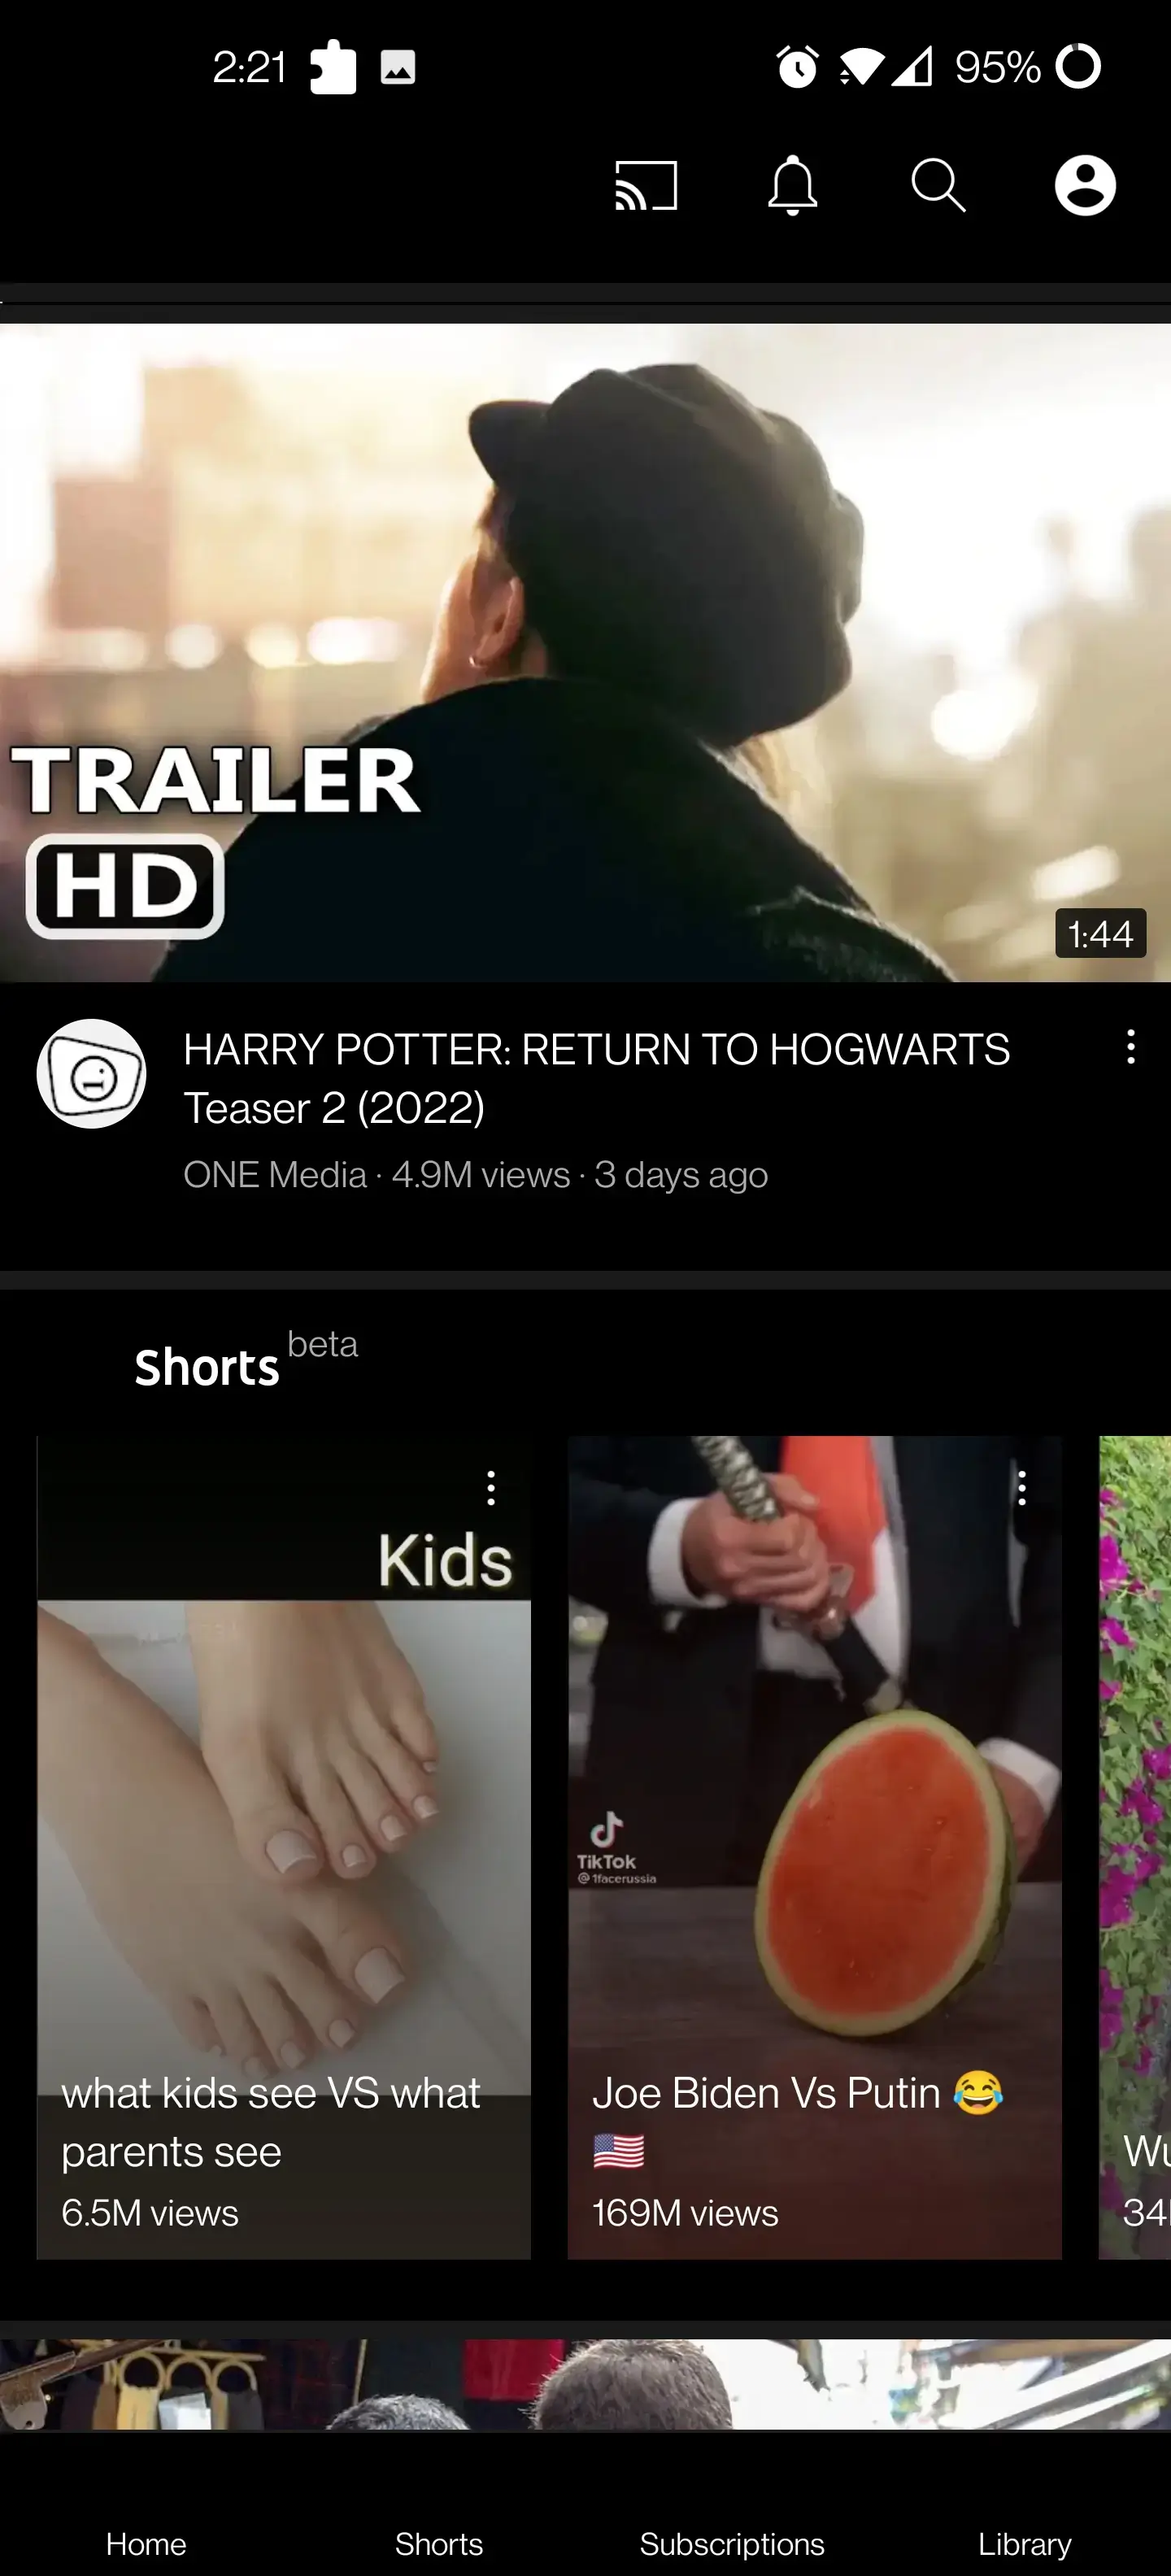 2:21
95%
TRAILER
HD
1:44
HARRY POTTER: RETURN TO HOGWARTS
Teaser 2 (2022)
ONE Media · 4.9M views · 3 days ago
Shorts beta
Kids
TikTok
@1facerussia
what kids see VS what
parents see
6.5M views
Joe Biden Vs Putin 😂
🇺🇸
169M views
Wu
34
Home
Shorts
Subscriptions
Library